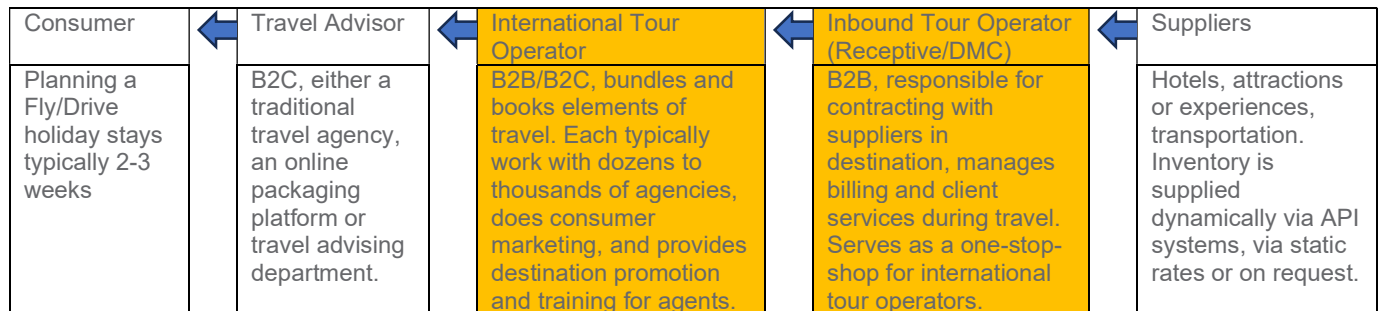 Consumer
Travel Advisor
International Tour
Operator
Inbound Tour Operator
(Receptive/DMC)
Suppliers
Planning a
Fly/Drive
holiday stays
typically 2-3
weeks
B2C, either a
traditional
travel agency,
an online
packaging
platform or
travel advising
department.
B2B/B2C, bundles and
books elements of
travel. Each typically
work with dozens to
thousands of agencies,
does consumer
marketing, and provides
destination promotion
and training for agents.
B2B, responsible for
contracting with
suppliers in
destination, manages
billing and client
services during travel.
Serves as a one-stop-
shop for international
tour operators.
Hotels, attractions
or experiences,
transportation.
Inventory is
supplied
dynamically via API
systems, via static
rates or on request.